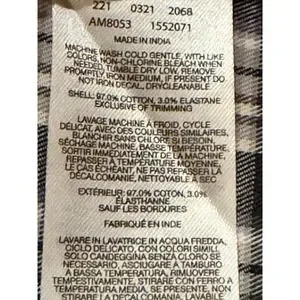 221 0321 2068
AM8053 1552071
MADE IN INDIA
MACHINE WASH COLD GENTLE, WITH LIKE
COLORS, NON-CHLORINE BLEACH WHEN
NEEDED, TUMBLE DRY LOW, REMOVE
PROMPTLY IRON MEDIUM, IF PRESENT DO
NOT IRON DECAL, DRYCLEANABLE
SHELL: 97.0% COTTON, 3.0% ELASTANE
EXCLUSIVE OF TRIMMING
LAVAGE MACHINE À FROID, CYCLE
DÉLICAT, AVEC DES COULEURS SIMILAIRES,
BLANCHIR SANS CHLORE SI BESOIN,
SÉCHAGE MACHINE, BASSE TEMPÉRATURE,
SORTIR IMMÉDIATEMENT DE LA MACHINE,
REPASSER À TEMPÉRATURE MOYENNE,
LE CAS ÉCHÉANT, NE PAS REPASSER LA
DÉCALCOMANIE, NETTOYABLE À SEC
EXTÉRIEUR: 97.0% COTON, 3.0%
ÉLASTHANNE
SAUF LES BORDURES
FABRIQUÉ EN INDE
LAVARE IN LAVATRICE IN ACQUA FREDDA,
CICLO DELICATO, CON COLORI SIMILI,
SOLO CANDEGGINA SENZA CLORO SE
NECESSARIO, ASCIUGARE A TAMBURO
A BASSA TEMPERATURA, RIMUOVERE
TEMPESTIVAMENTE, STIRARE CON FERRO A
TEMPERATURA MEDIA, SE PRESENTE, NON
STIRARE LA DECALCOMANIA, LAVABILE